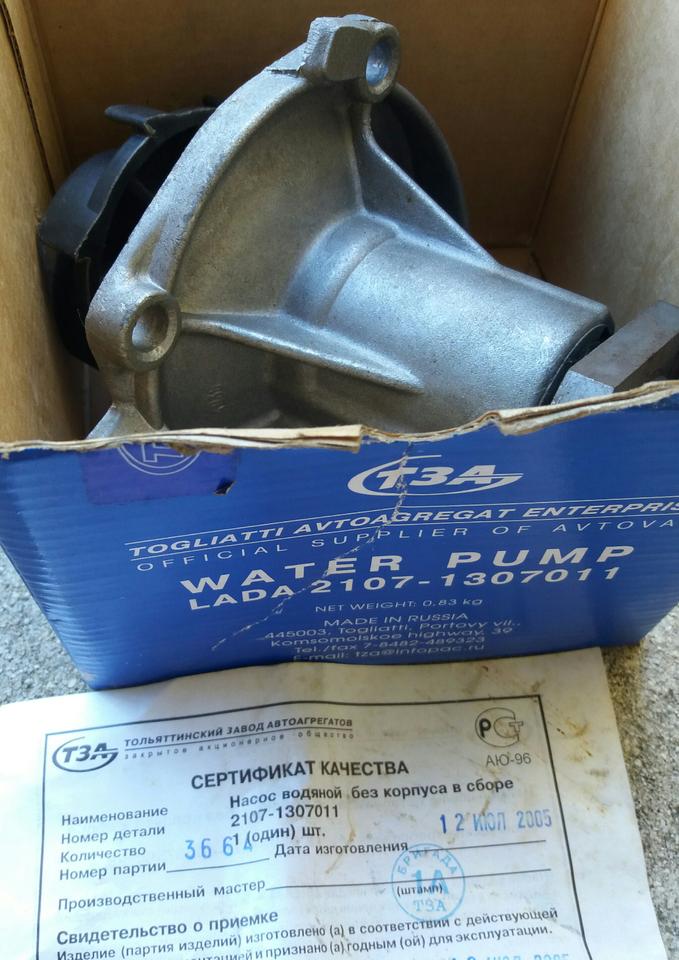 ТЗА
TOGLIATTI AVTOAGREGAT ENTERPRIS
OFFICIAL SUPPLIER OF AVTOVA
WATER PUMP
LADA 2107-1307011
NET WEIGHT: 0,83 kg
MADE IN RUSSIA
445003, Togliatti, Portovy vil.,
Komsomolskoe highway, 39
Tel./fax 7-8482-489323
E-mail: tza@infopac.ru
ТЗА ТОЛЬЯТТИНСКИЙ ЗАВОД АВТОАГРЕГАТОВ
закрытое акционерное общество
АЮ-96
СЕРТИФИКАТ КАЧЕСТВА
Наименование Насос водяной без корпуса в сборе
Номер детали 2107-1307011
Количество 1 (один) шт.
Номер партии 3664 Дата изготовления 12 ИЮЛ 2005
Производственный мастер (штамп)
БРИГАДА
1А
ТЗА
Свидетельство о приемке
Изделие (партия изделий) изготовлено (а) в соответствии с действующей
и признано (а) годным (ой) для эксплуатации.